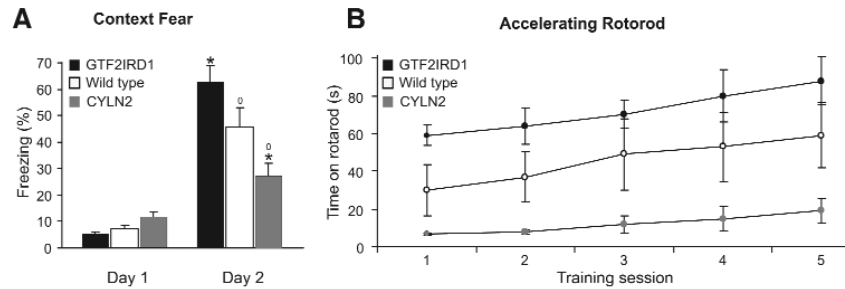 A Context Fear
GTF2IRD1
Wild type
CYLN2
Freezing (%)
70
60
50
40
30
20
10
0
*
o
o
*
Day 1 Day 2
B Accelerating Rotorod
GTF2IRD1
Wild type
CYLN2
Time on rotarod (s)
100
80
60
40
20
0
1 2 3 4 5
Training session